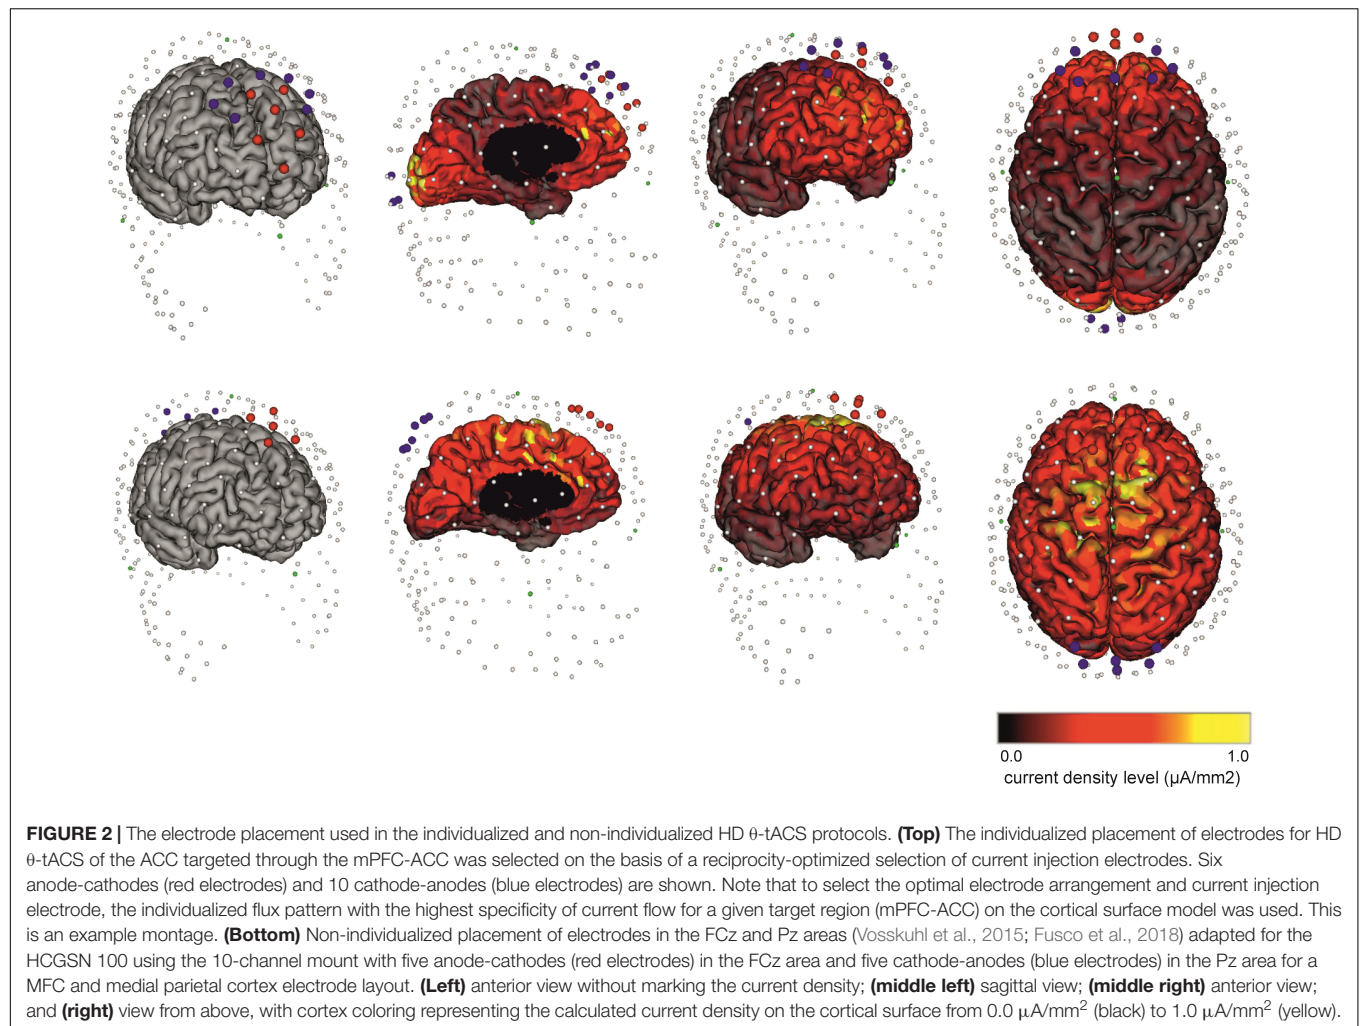 0.0 1.0
current density level (µA/mm2)
FIGURE 2 | The electrode placement used in the individualized and non-individualized HD θ-tACS protocols. (Top) The individualized placement of electrodes for HD
θ-tACS of the ACC targeted through the mPFC-ACC was selected on the basis of a reciprocity-optimized selection of current injection electrodes. Six
anode-cathodes (red electrodes) and 10 cathode-anodes (blue electrodes) are shown. Note that to select the optimal electrode arrangement and current injection
electrode, the individualized flux pattern with the highest specificity of current flow for a given target region (mPFC-ACC) on the cortical surface model was used. This
is an example montage. (Bottom) Non-individualized placement of electrodes in the FCz and Pz areas (Vosskuhl et al., 2015; Fusco et al., 2018) adapted for the
HCGSN 100 using the 10-channel mount with five anode-cathodes (red electrodes) in the FCz area and five cathode-anodes (blue electrodes) in the Pz area for a
MFC and medial parietal cortex electrode layout. (Left) anterior view without marking the current density; (middle left) sagittal view; (middle right) anterior view;
and (right) view from above, with cortex coloring representing the calculated current density on the cortical surface from 0.0 µA/mm² (black) to 1.0 µA/mm² (yellow).